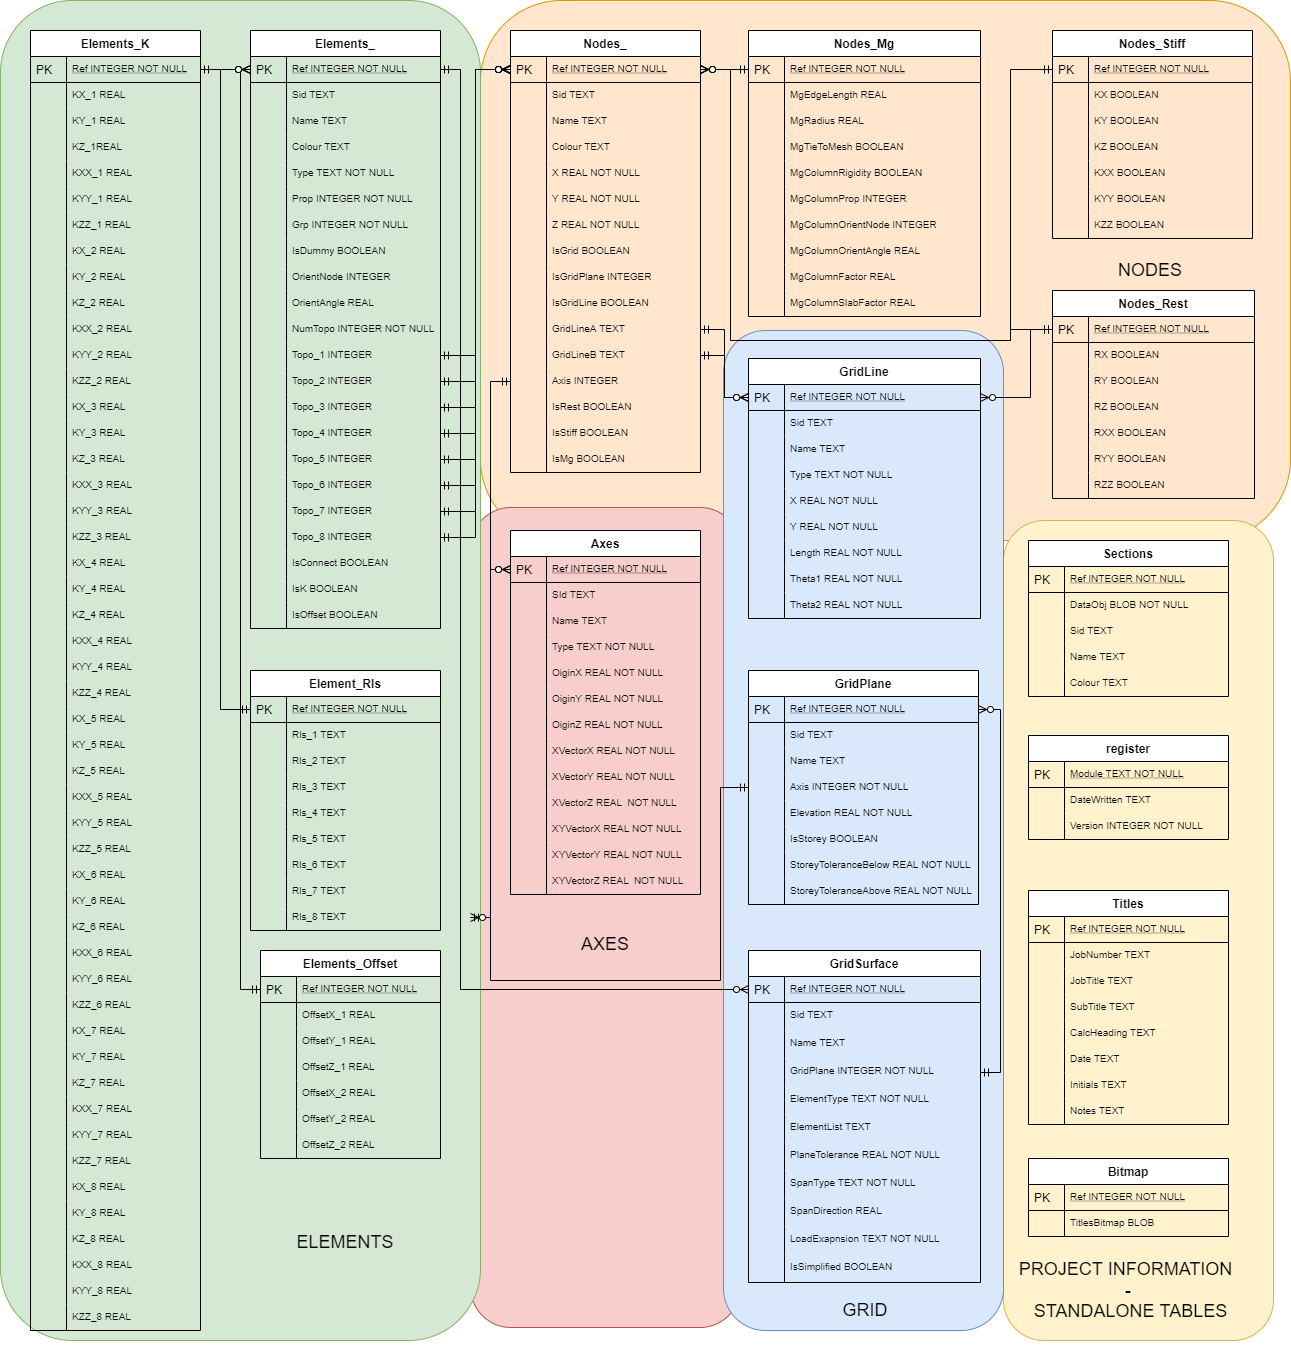 Elements_K
PK
Ref INTEGER NOT NULL
KX_1 REAL
KY_1 REAL
KZ_1REAL
KXX_1 REAL
KYY_1 REAL
KZZ_1 REAL
KX_2 REAL
KY_2 REAL
KZ_2 REAL
KXX_2 REAL
KYY_2 REAL
KZZ_2 REAL
KX_3 REAL
KY_3 REAL
KZ_3 REAL
KXX_3 REAL
KYY_3 REAL
KZZ_3 REAL
KX_4 REAL
KY_4 REAL
KZ_4 REAL
KXX_4 REAL
KYY_4 REAL
KZZ_4 REAL
KX_5 REAL
KY_5 REAL
KZ_5 REAL
KXX_5 REAL
KYY_5 REAL
KZZ_5 REAL
KX_6 REAL
KY_6 REAL
KZ_6 REAL
KXX_6 REAL
KYY_6 REAL
KZZ_6 REAL
KX_7 REAL
KY_7 REAL
KZ_7 REAL
KXX_7 REAL
KYY_7 REAL
KZZ_7 REAL
KX_8 REAL
KY_8 REAL
KZ_8 REAL
KXX_8 REAL
KYY_8 REAL
KZZ_8 REAL
Elements_
PK
Ref INTEGER NOT NULL
Sid TEXT
Name TEXT
Colour TEXT
Type TEXT NOT NULL
Prop INTEGER NOT NULL
Grp INTEGER NOT NULL
IsDummy BOOLEAN
OrientNode INTEGER
OrientAngle REAL
NumTopo INTEGER NOT NULL
Topo_1 INTEGER
Topo_2 INTEGER
Topo_3 INTEGER
Topo_4 INTEGER
Topo_5 INTEGER
Topo_6 INTEGER
Topo_7 INTEGER
Topo_8 INTEGER
IsConnect BOOLEAN
IsK BOOLEAN
IsOffset BOOLEAN
Element_Rls
PK
Ref INTEGER NOT NULL
Rls_1 TEXT
Rls_2 TEXT
Rls_3 TEXT
Rls_4 TEXT
Rls_5 TEXT
Rls_6 TEXT
Rls_7 TEXT
Rls_8 TEXT
Elements_Offset
PK
Ref INTEGER NOT NULL
OffsetX_1 REAL
OffsetY_1 REAL
OffsetZ_1 REAL
OffsetX_2 REAL
OffsetY_2 REAL
OffsetZ_2 REAL
ELEMENTS
Nodes_
PK
Ref INTEGER NOT NULL
Sid TEXT
Name TEXT
Colour TEXT
X REAL NOT NULL
Y REAL NOT NULL
Z REAL NOT NULL
IsGrid BOOLEAN
IsGridPlane INTEGER
IsGridLine BOOLEAN
GridLineA TEXT
GridLineB TEXT
Axis INTEGER
IsRest BOOLEAN
IsStiff BOOLEAN
IsMg BOOLEAN
Nodes_Mg
PK
Ref INTEGER NOT NULL
MgEdgeLength REAL
MgRadius REAL
MgTieToMesh BOOLEAN
MgColumnRigidity BOOLEAN
MgColumnProp INTEGER
MgColumnOrientNode INTEGER
MgColumnOrientAngle REAL
MgColumnFactor REAL
MgColumnSlabFactor REAL
Nodes_Stiff
PK
Ref INTEGER NOT NULL
KX BOOLEAN
KY BOOLEAN
KZ BOOLEAN
KXX BOOLEAN
KYY BOOLEAN
KZZ BOOLEAN
NODES
Nodes_Rest
PK
Ref INTEGER NOT NULL
RX BOOLEAN
RY BOOLEAN
RZ BOOLEAN
RXX BOOLEAN
RYY BOOLEAN
RZZ BOOLEAN
Axes
PK
Ref INTEGER NOT NULL
SId TEXT
Name TEXT
Type TEXT NOT NULL
OiginX REAL NOT NULL
OiginY REAL NOT NULL
OiginZ REAL NOT NULL
XVectorX REAL NOT NULL
XVectorY REAL NOT NULL
XVectorZ REAL  NOT NULL
XYVectorX REAL NOT NULL
XYVectorY REAL NOT NULL
XYVectorZ REAL  NOT NULL
AXES
GridLine
PK
Ref INTEGER NOT NULL
Sid TEXT
Name TEXT
Type TEXT NOT NULL
X REAL NOT NULL
Y REAL NOT NULL
Length REAL NOT NULL
Theta1 REAL NOT NULL
Theta2 REAL NOT NULL
GridPlane
PK
Ref INTEGER NOT NULL
Sid TEXT
Name TEXT
Axis INTEGER NOT NULL
Elevation REAL NOT NULL
IsStorey BOOLEAN
StoreyToleranceBelow REAL NOT NULL
StoreyToleranceAbove REAL NOT NULL
GridSurface
PK
Ref INTEGER NOT NULL
Sid TEXT
Name TEXT
GridPlane INTEGER NOT NULL
ElementType TEXT NOT NULL
ElementList TEXT
PlaneTolerance REAL NOT NULL
SpanType TEXT NOT NULL
SpanDirection REAL
LoadExapnsion TEXT NOT NULL
IsSimplified BOOLEAN
GRID
Sections
PK
Ref INTEGER NOT NULL
DataObj BLOB NOT NULL
Sid TEXT
Name TEXT
Colour TEXT
register
PK
Module TEXT NOT NULL
DateWritten TEXT
Version INTEGER NOT NULL
Titles
PK
Ref INTEGER NOT NULL
JobNumber TEXT
JobTitle TEXT
SubTitle TEXT
CalcHeading TEXT
Date TEXT
Initials TEXT
Notes TEXT
Bitmap
PK
Ref INTEGER NOT NULL
TitlesBitmap BLOB
PROJECT INFORMATION
-
STANDALONE TABLES